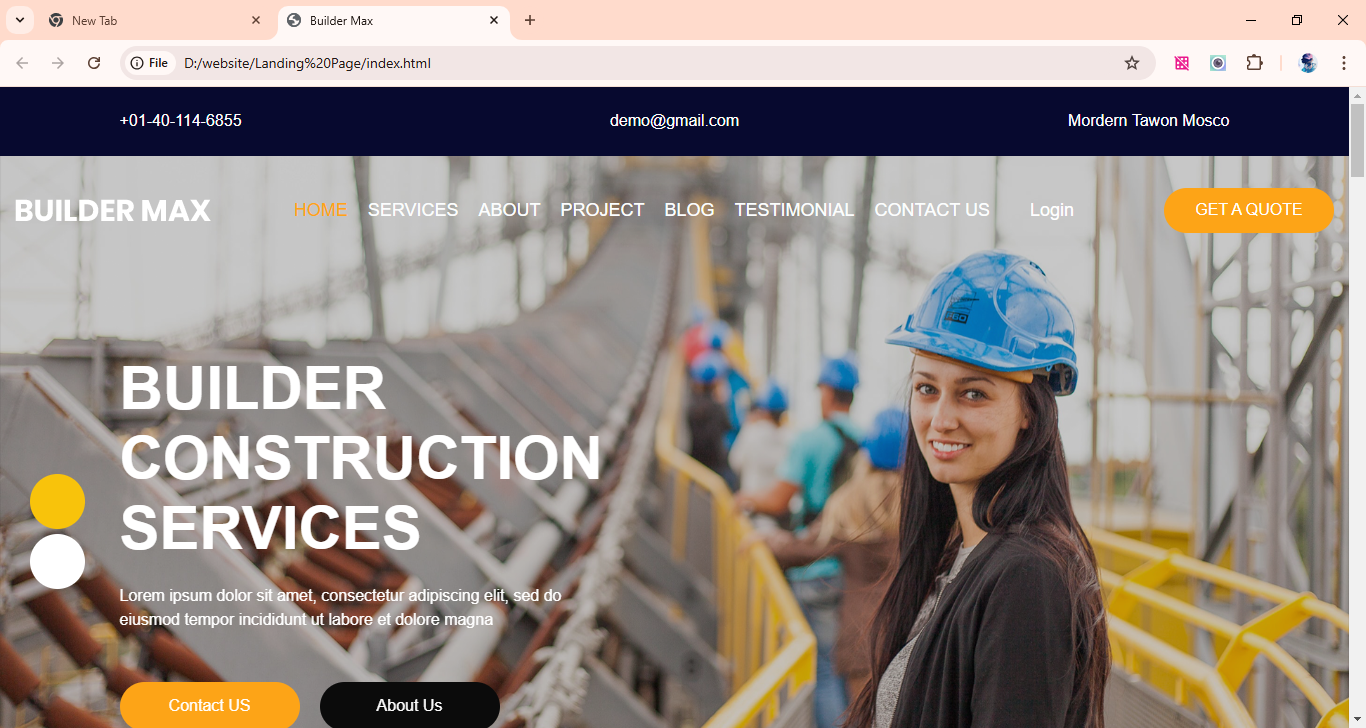 New Tab
Builder Max
File D:/website/Landing%20Page/index.html
+01-40-114-6855 demo@gmail.com Mordern Tawon Mosco
BUILDER MAX HOME SERVICES ABOUT PROJECT BLOG TESTIMONIAL CONTACT US Login GET A QUOTE
BUILDER
CONSTRUCTION
SERVICES
Lorem ipsum dolor sit amet, consectetur adipiscing elit, sed do
eiusmod tempor incididunt ut labore et dolore magna
Contact US About Us